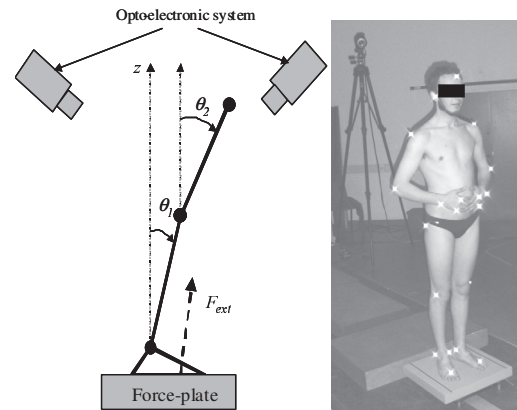 Optoelectronic system
z
θ2
θ1
Fext
Force-plate